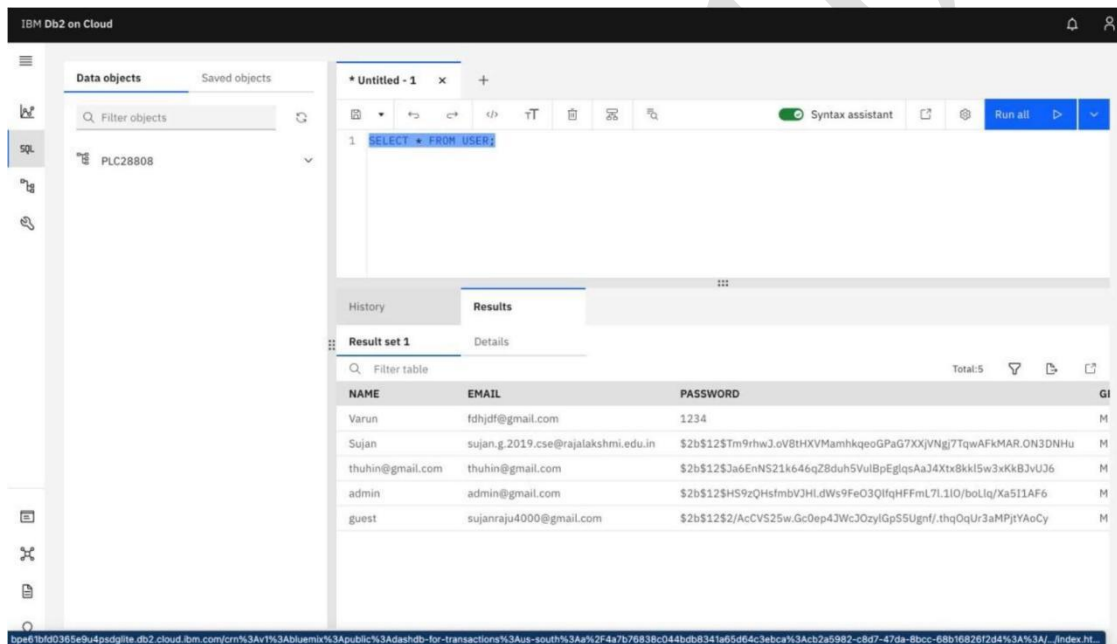 IBM Db2 on Cloud
Data objects Saved objects
* Untitled - 1 × +
Filter objects
Syntax assistant
Run all
SQL
PLC28808
1 SELECT * FROM USER;
History Results
Result set 1 Details
Filter table
Total:5
NAME EMAIL PASSWORD
Varun fdhjdf@gmail.com 1234 M
Sujan sujan.g.2019.cse@rajalakshmi.edu.in M
thuhin@gmail.com thuhin@gmail.com M
admin admin@gmail.com M
guest sujanraju4000@gmail.com M